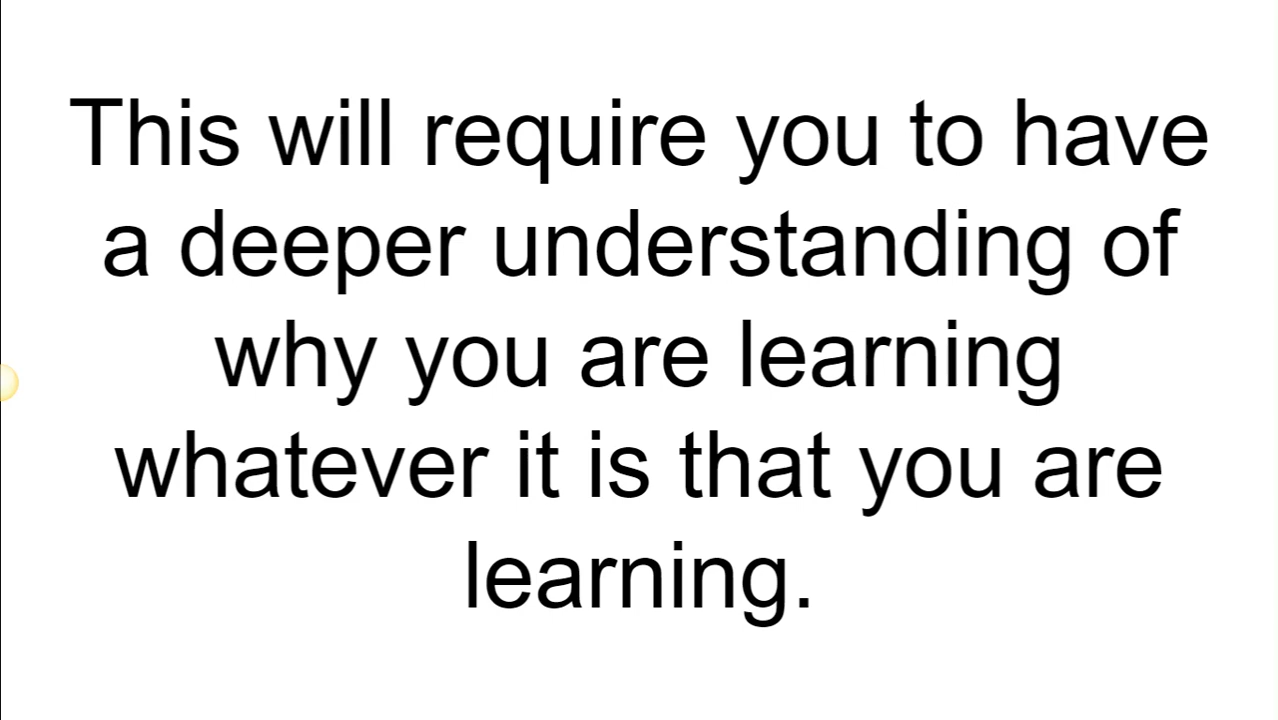 This will require you to have
a deeper understanding of
why you are learning
whatever it is that you are
learning.